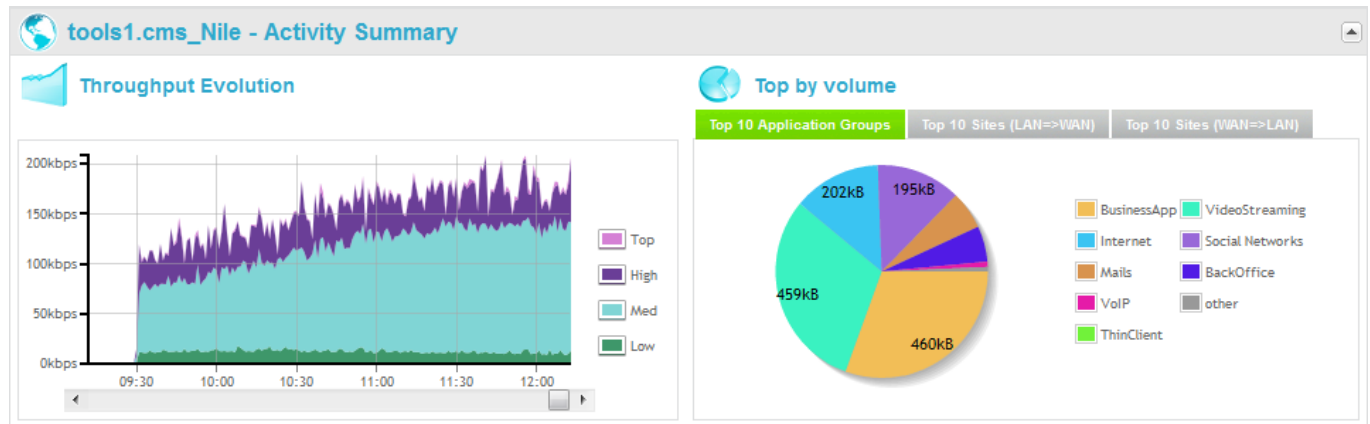 tools1.cms_Nile - Activity Summary
Throughput Evolution
200kbps
150kbps
100kbps
50kbps
0kbps
09:30 10:00 10:30 11:00 11:30 12:00
Top
High
Med
Low
Top by volume
Top 10 Application Groups Top 10 Sites (LAN=>WAN) Top 10 Sites (WAN=>LAN)
202kB 195kB
459kB
460kB
BusinessApp VideoStreaming
Internet Social Networks
Mails BackOffice
VoIP other
ThinClient